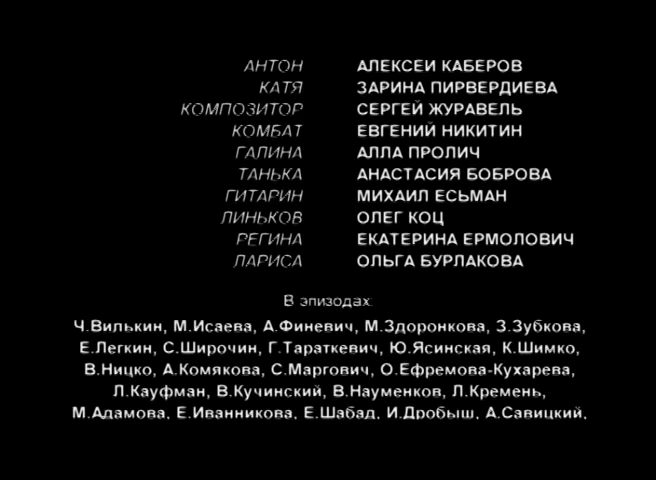 АНТОН АЛЕКСЕЙ КАБЕРОВ
КАТЯ ЗАРИНА ПИРВЕРДИЕВА
КОМПОЗИТОР СЕРГЕЙ ЖУРАВЕЛЬ
КОМБАТ ЕВГЕНИЙ НИКИТИН
ГАЛИНА АЛЛА ПРОЛИЧ
ТАНЬКА АНАСТАСИЯ БОБРОВА
ГИТАРИН МИХАИЛ ЕСЬМАН
ЛИНЬКОВ ОЛЕГ КОЦ
РЕГИНА ЕКАТЕРИНА ЕРМОЛОВИЧ
ЛАРИСА ОЛЬГА БУРЛАКОВА
В эпизодах:
Ч.Вилькин, М.Исаева, А.Финевич, М.Здоронкова, З.Зубкова,
Е.Легкин, С.Широчин, Г.Тараткевич, Ю.Ясинская, К.Шимко,
В.Ницко, А.Комякова, С.Маргович, О.Ефремова-Кухарева,
Л.Кауфман, В.Кучинский, В.Науменков, Л.Кремень,
М.Адамова, Е.Иванникова, Е.Шабад, И.Дробыш, А.Савицкий,